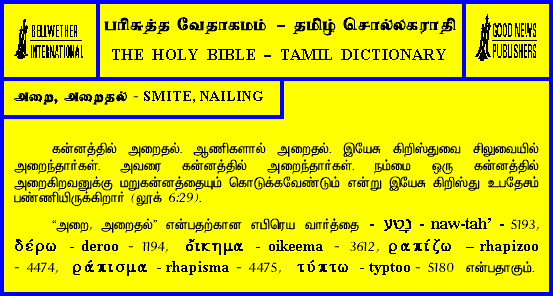 BELLWETHER
INTERNATIONAL
பரிசுத்த வேதாகமம் – தமிழ் சொல்லகராதி
THE HOLY BIBLE – TAMIL DICTIONARY
GOOD NEWS
PUBLISHERS
அறை, அறைதல் - SMITE, NAILING
கன்னத்தில் அறைதல். ஆணிகளால் அறைதல். இயேசு கிறிஸ்துவை சிலுவையில்
அறைந்தார்கள். அவரை கன்னத்தில் அறைந்தார்கள். நம்மை ஒரு கன்னத்தில்
அறைகிறவனுக்கு மறுகன்னத்தையும் கொடுக்கவேண்டும் என்று இயேசு கிறிஸ்து உபதேசம்
பண்ணியிருக்கிறார் (லூக் 6:29).
“அறை, அறைதல்” என்பதற்கான எபிரெய வார்த்தை - נָטַע - naw-tah’ - 5193,
δέρω - deroo - 1194, οἴκημα - oikeema - 3612, ραπίζω – rhapizoo
- 4474, ράπισμα - rhapisma - 4475, τύπτω - typtoo - 5180 என்பதாகும்.